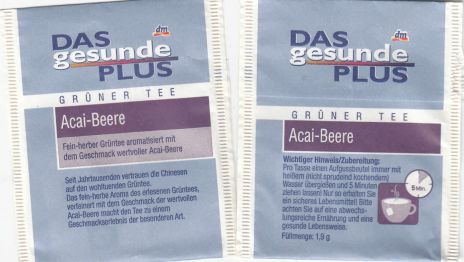 dm
DAS
gesunde
PLUS
GRÜNER TEE
Acai-Beere
Fein-herber Grüntee aromatisiert mit
dem Geschmack wertvoller Acai-Beere
Seit Jahrtausenden vertrauen die Chinesen
auf den wohltuenden Grüntee.
Das fein-herbe Aroma des erlesenen Grüntees,
verfeinert mit dem Geschmack der wertvollen
Acai-Beere macht den Tee zu einem
Geschmackserlebnis der besonderen Art.
dm
DAS
gesunde
PLUS
GRÜNER TEE
Acai-Beere
Wichtiger Hinweis/Zubereitung:
Pro Tasse einen Aufgussbeutel immer mit
heißem (nicht sprudelnd kochendem)
Wasser übergießen und 5 Minuten
ziehen lassen! Nur so erhalten Sie
ein sicheres Lebensmittel! Bitte
achten Sie auf eine abwechs-
lungsreiche Ernährung und eine
gesunde Lebensweise.
Füllmenge: 1,9 g
5 Min.